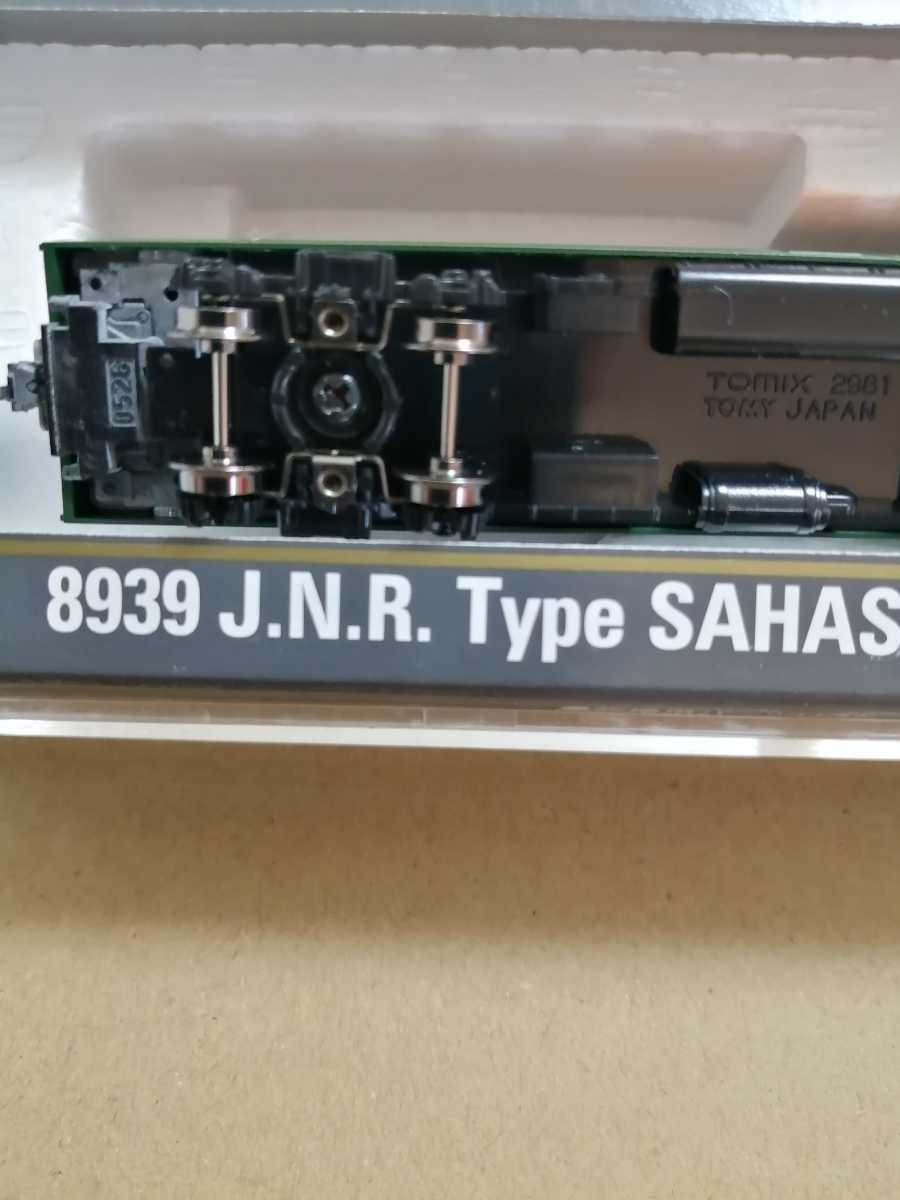 0526
TOMIX 2981
TOMY JAPAN
8939 J.N.R. Type SAHAS